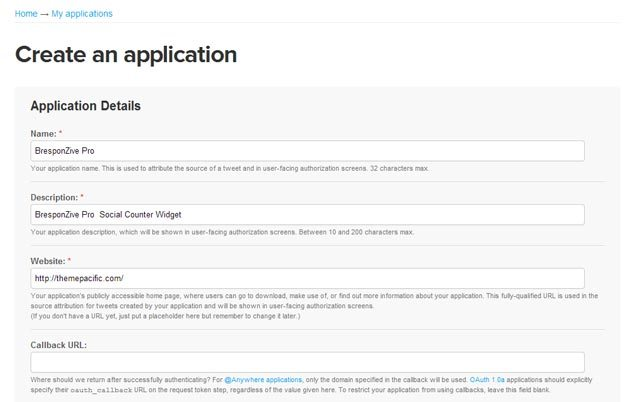 Home → My applications
Create an application
Application Details
Name: *
BresponZive Pro
Your application name. This is used to attribute the source of a tweet and in user-facing authorization screens. 32 characters max.
Description: *
BresponZive Pro  Social Counter Widget
Your application description, which will be shown in user-facing authorization screens. Between 10 and 200 characters max.
Website: *
http://themepacific.com/
Your application's publicly accessible home page, where users can go to download, make use of, or find out more information about your application. This fully-qualified URL is used in the
source attribution for tweets created by your application and will be shown in user-facing authorization screens.
(If you don't have a URL yet, just put a placeholder here but remember to change it later.)
Callback URL:
Where should we return after successfully authenticating? For @Anywhere applications, only the domain specified in the callback will be used. OAuth 1.0a applications should explicitly
specify their oauth_callback URL on the request token step, regardless of the value given here. To restrict your application from using callbacks, leave this field blank.